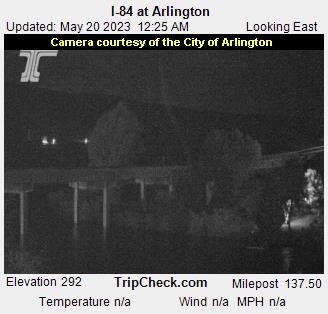 I-84 at Arlington
Updated: May 20 2023 12:25 AM Looking East
Camera courtesy of the City of Arlington
Elevation 292 TripCheck.com Milepost 137.50
Temperature n/a Wind n/a MPH n/a